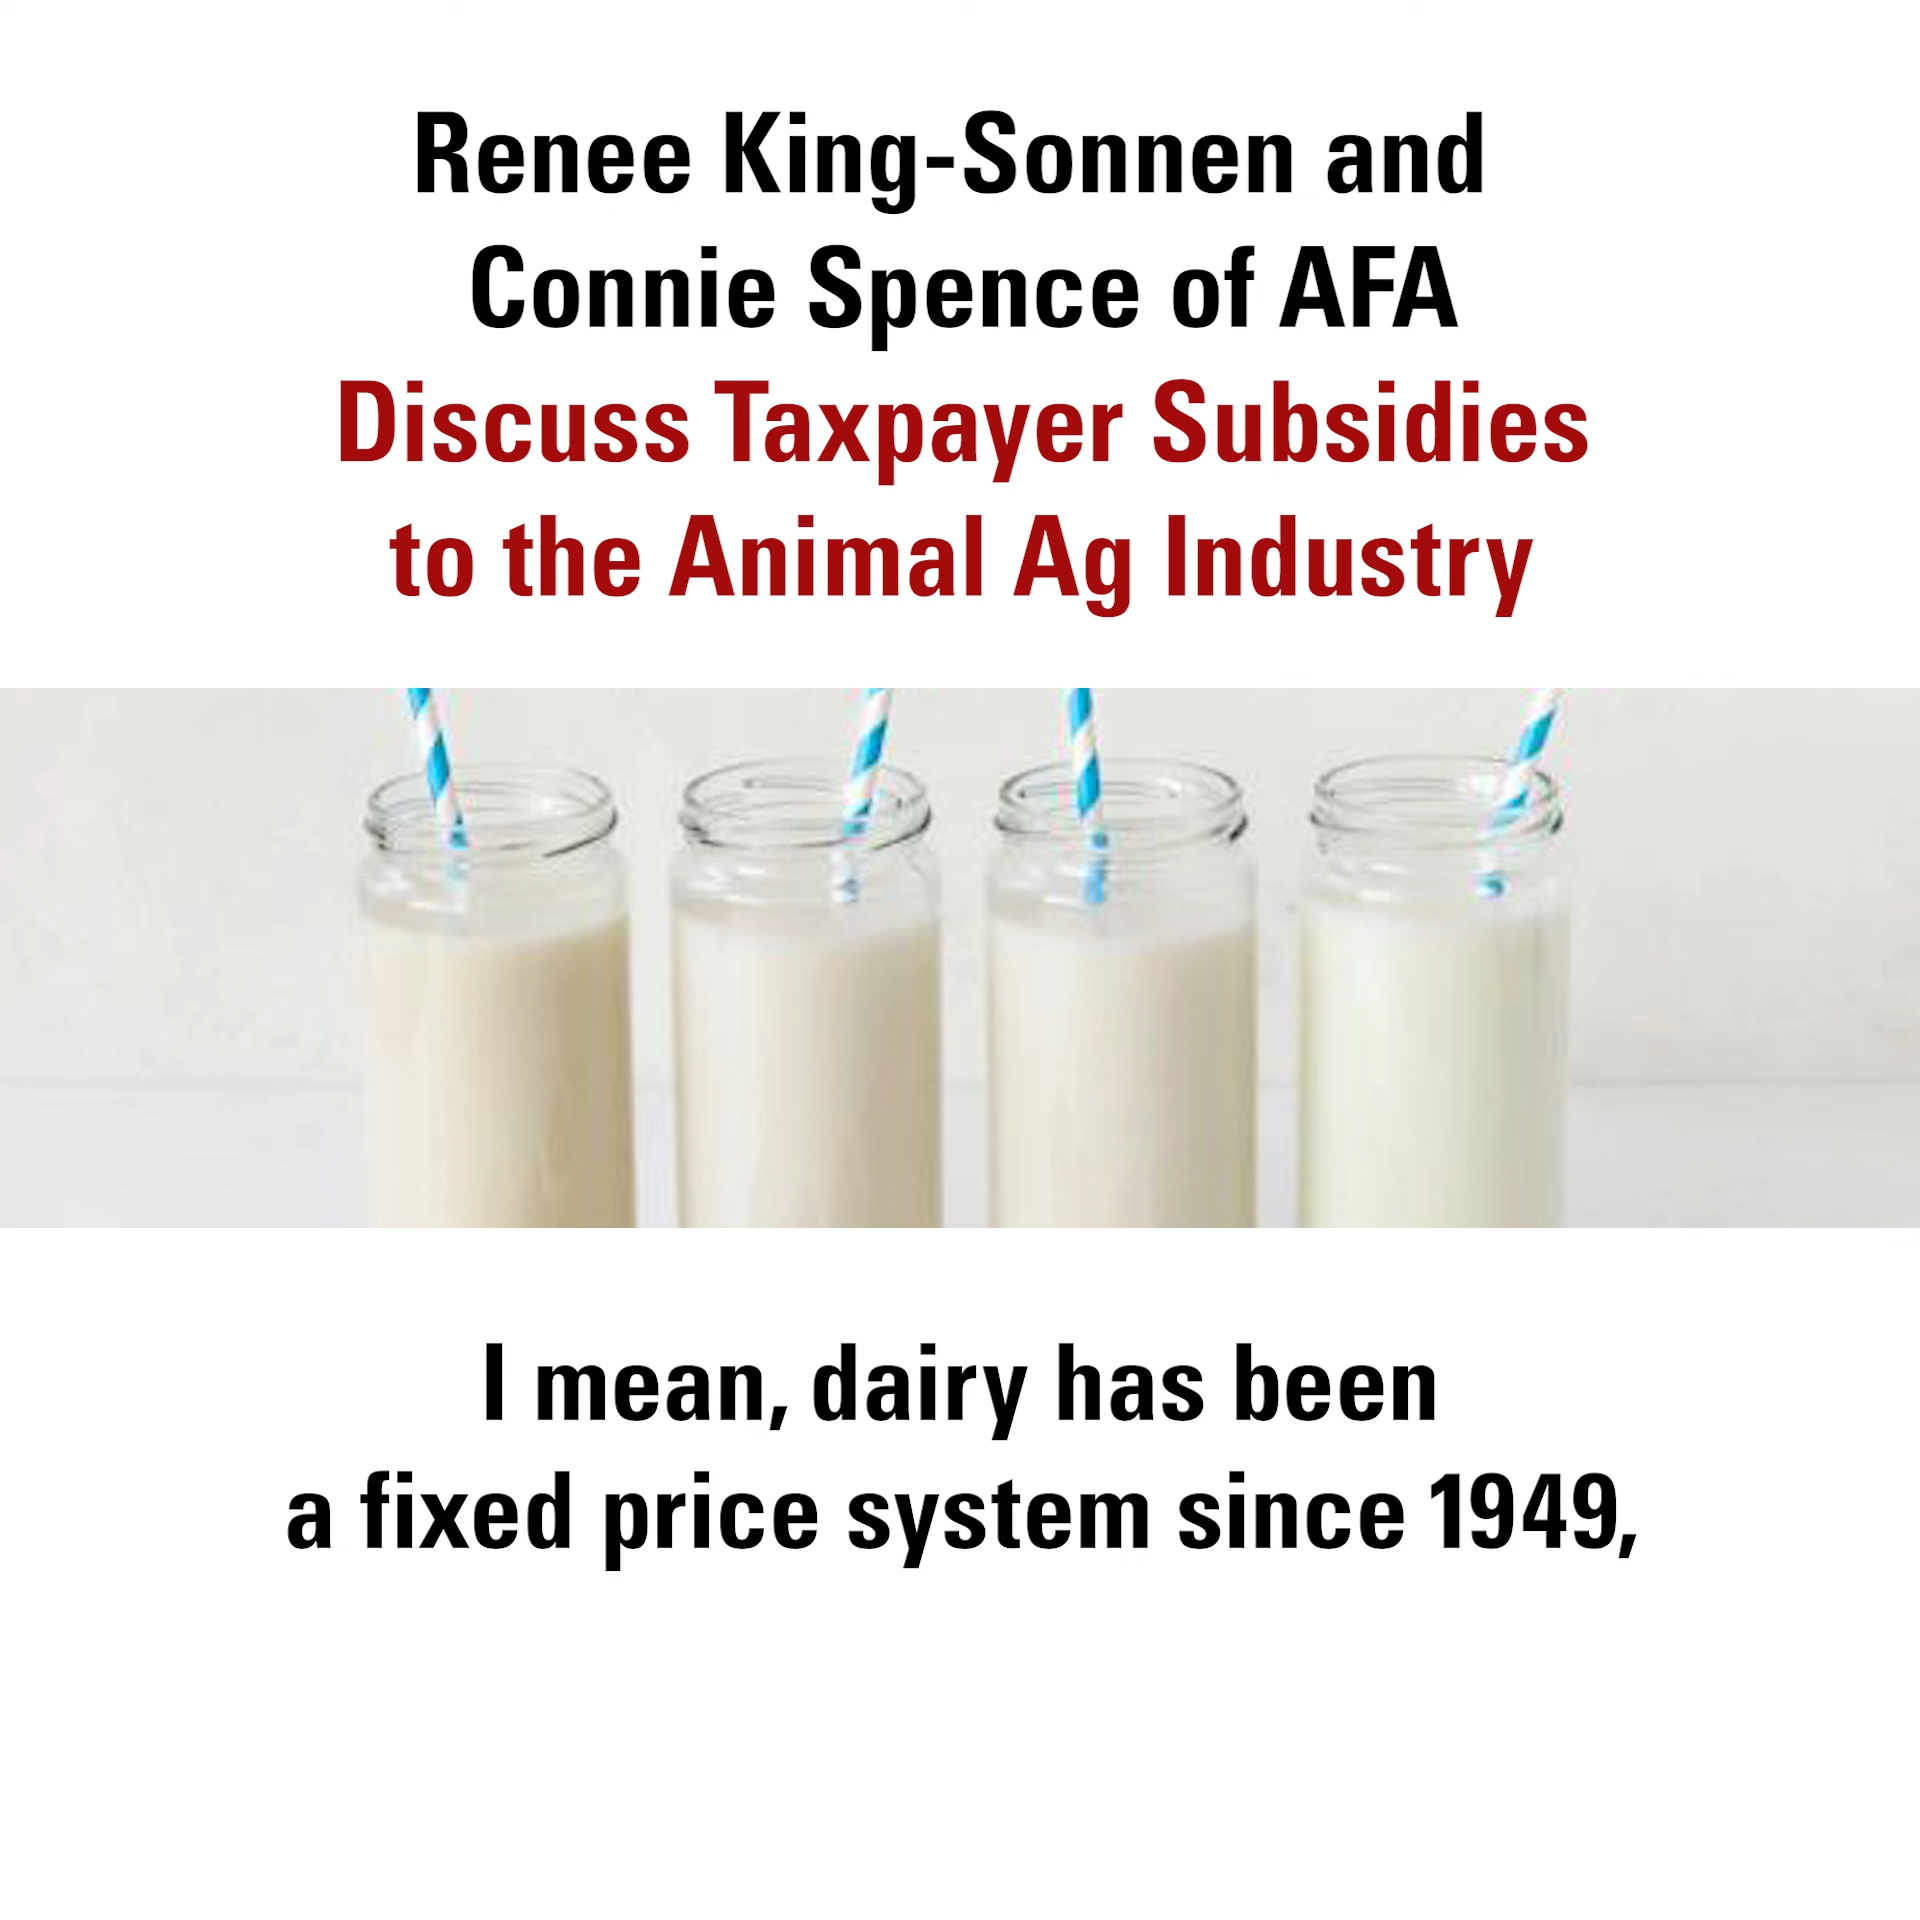 Renee King-Sonnen and
Connie Spence of AFA
Discuss Taxpayer Subsidies
to the Animal Ag Industry
I mean, dairy has been
a fixed price system since 1949,